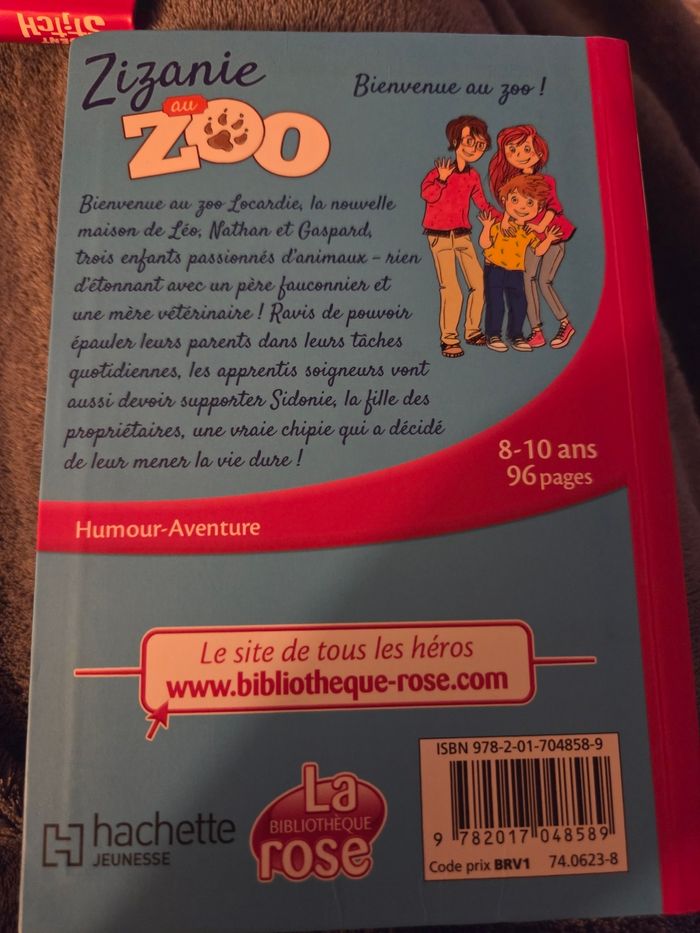 DENT
STITCH
Zizanie
au
ZOO
Bienvenue au zoo !
Bienvenue au zoo Locardie, la nouvelle
maison de Léo, Nathan et Gaspard,
trois enfants passionnés d'animaux – rien
d'étonnant avec un père fauconnier et
une mère vétérinaire ! Ravis de pouvoir
épauler leurs parents dans leurs tâches
quotidiennes, les apprentis soigneurs vont
aussi devoir supporter Sidonie, la fille des
propriétaires, une vraie chipie qui a décidé
de leur mener la vie dure !
8-10 ans
96 pages
Humour-Aventure
Le site de tous les héros
www.bibliotheque-rose.com
hachette
JEUNESSE
La
BIBLIOTHÈQUE
rose
ISBN 978-2-01-704858-9
9 782017 048589
Code prix BRV1 74.0623-8